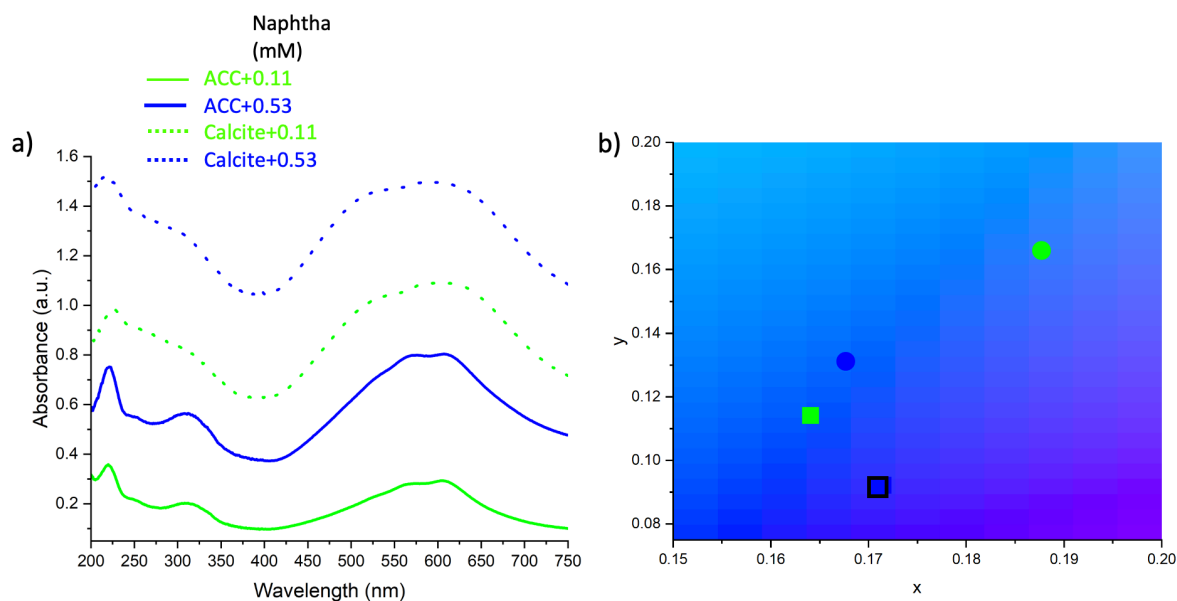 Naphtha
(mM)
ACC+0.11
ACC+0.53
Calcite+0.11
Calcite+0.53
a)
1.6
1.4
1.2
1.0
0.8
0.6
0.4
0.2
Absorbance (a.u.)
200 250 300 350 400 450 500 550 600 650 700 750
Wavelength (nm)
b)
0.20
0.18
0.16
0.14
0.12
0.10
0.08
y
0.15 0.16 0.17 0.18 0.19 0.20
x